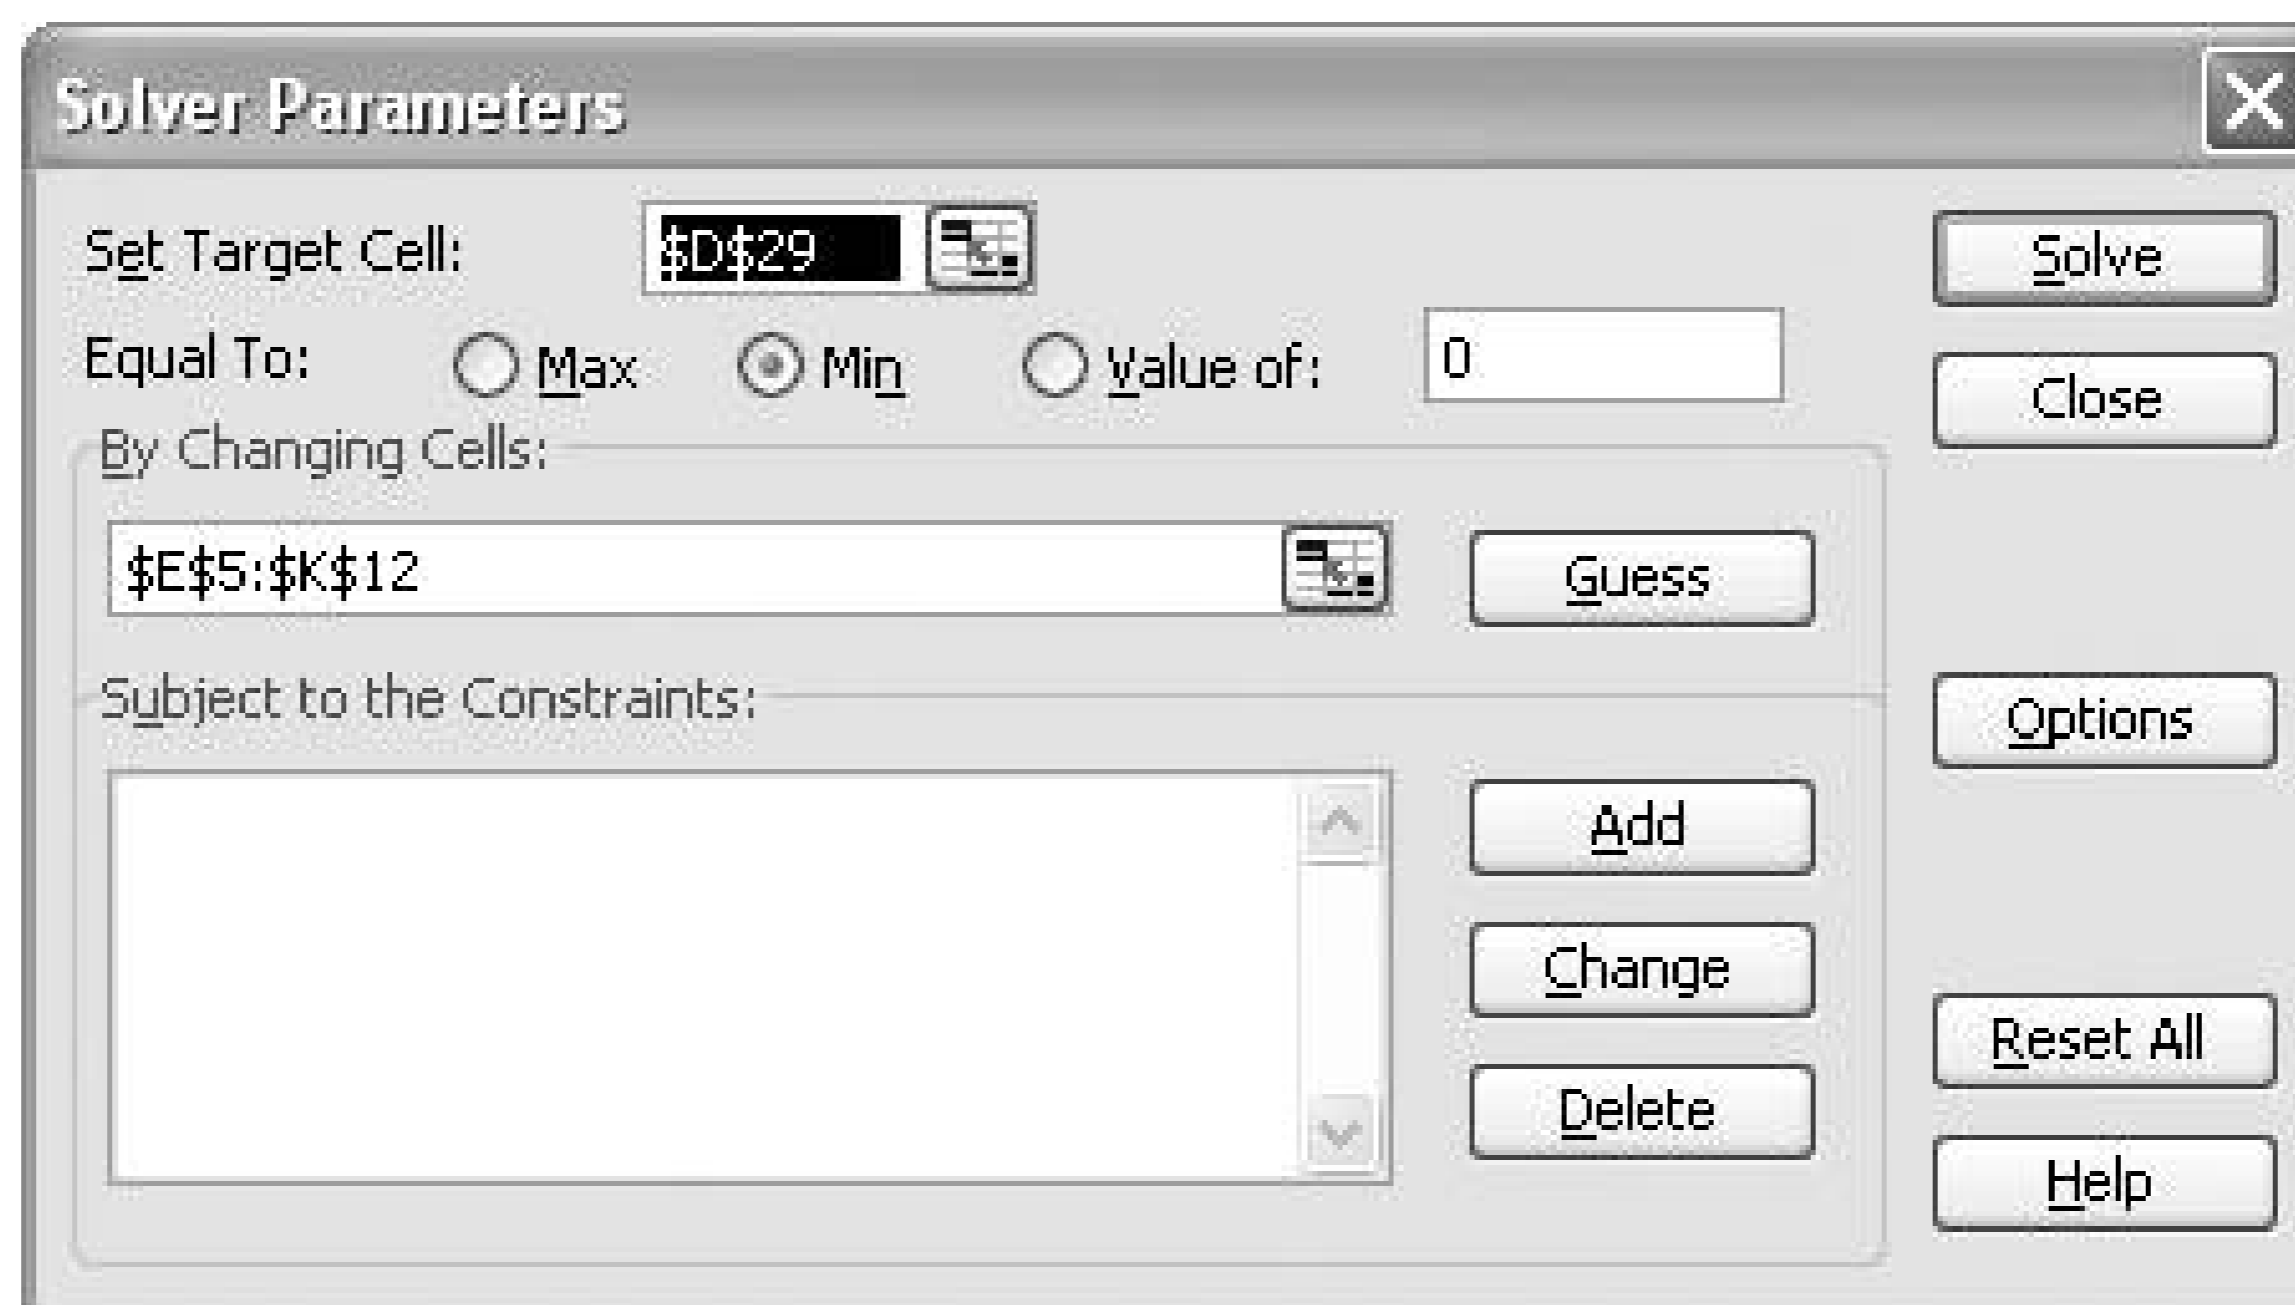 Solver Parameters
Set Target Cell: $D$29 Solve
Equal To: Max Min Value of: 0
Close
By Changing Cells:
$E$5:$K$12 Guess
Subject to the Constraints:
Options
Add
Change
Reset All
Delete
Help